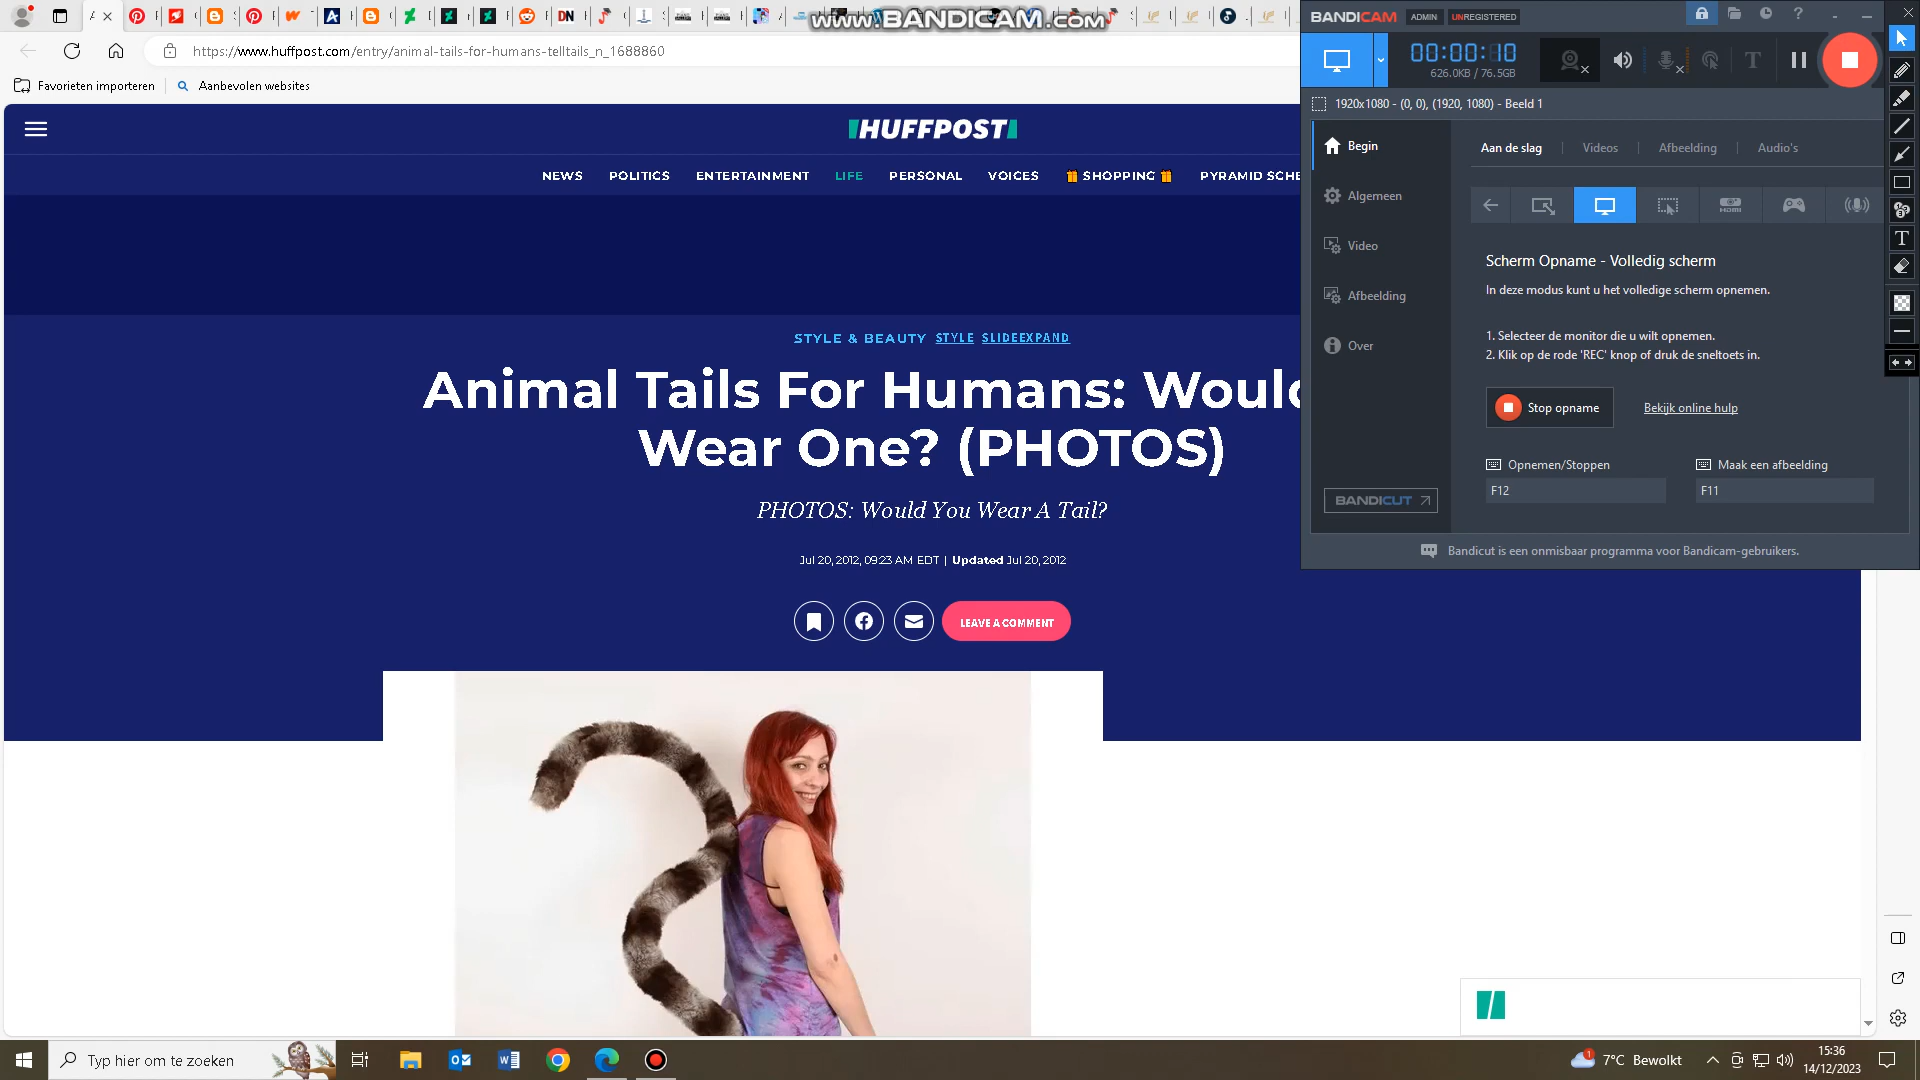 www.BANDICAM.com
https://www.huffpost.com/entry/animal-tails-for-humans-telltails_n_1688860
Favorieten importeren
Aanbevolen websites
HUFFPOST
NEWS POLITICS ENTERTAINMENT LIFE PERSONAL VOICES SHOPPING PYRAMID SCHE
STYLE & BEAUTY STYLE SLIDEEXPAND
Animal Tails For Humans: Would
Wear One? (PHOTOS)
PHOTOS: Would You Wear A Tail?
Jul 20, 2012, 09:23 AM EDT | Updated Jul 20, 2012
LEAVE A COMMENT
BANDICAM ADMIN UNREGISTERED
00:00:10
626.0KB / 76.5GB
1920x1080 - (0, 0), (1920, 1080) - Beeld 1
Begin
Algemeen
Video
Afbeelding
Over
BANDICUT
Aan de slag Videos Afbeelding Audio's
HDMI
Scherm Opname - Volledig scherm
In deze modus kunt u het volledige scherm opnemen.
1. Selecteer de monitor die u wilt opnemen.
2. Klik op de rode 'REC' knop of druk de sneltoets in.
Stop opname
Bekijk online hulp
Opnemen/Stoppen
F12
Maak een afbeelding
F11
Bandicut is een onmisbaar programma voor Bandicam-gebruikers.
Typ hier om te zoeken
7°C Bewolkt
15:36
14/12/2023